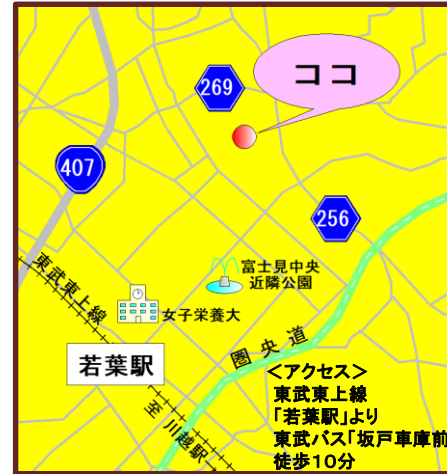 ココ
269
407
256
東武東上線
富士見中央
近隣公園
女子栄養大
若葉駅
圏央道
至 川越駅
<アクセス>
東武東上線
「若葉駅」より
東武バス「坂戸車庫前
徒歩10分